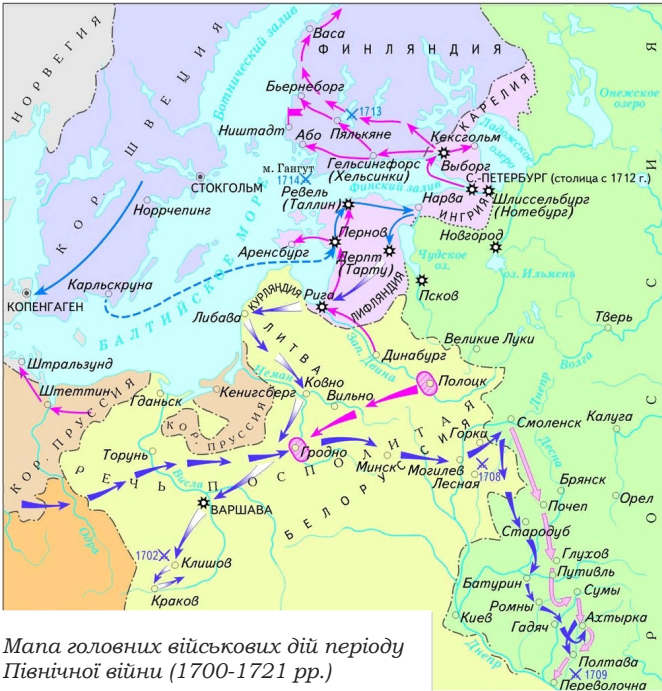 Васа
ФИНЛЯНДИЯ
НОРВЕГИЯ
КОР. ШВЕЦИЯ
Ботнический залив
Бьернеборг
1713
Ништадт
Або
Пялькяне
Кексгольм
КАРЕЛИЯ
Ладожское озеро
Онежское
озеро
Гельсингфорс
(Хельсинки)
Выборг
м. Гангут
1714
СТОКГОЛЬМ
Ревель
(Таллин)
Финский залив
С.-ПЕТЕРБУРГ (столица с 1712 г.)
Шлиссельбург
(Нотебург)
Нарва
ИНГРИЯ
Норрчепинг
Пернов
Новгород
Аренсбург
Дерпт
(Тарту)
Чудское
оз.
оз. Ильмень
Карльскруна
КОПЕНГАГЕН
БАЛТИЙСКОЕ МОРЕ
КУРЛЯНДИЯ
Рига
ЛИФЛЯНДИЯ
Псков
Либава
ЛИТВА
Зап. Двина
Великие Луки
Тверь
Волга
Динабург
Штральзунд
Неман
Ковно
Полоцк
Днепр
Штеттин
Гданьск
Кенигсберг
Вильно
КОР. ПРУССИЯ
КОР. ПРУССИЯ
Смоленск
Калуга
Десна
Торунь
Гродно
Горка
РЕЧЬ ПОСПОЛИТАЯ
Минск
Могилев
Лесная
1708
Брянск
Висла
БЕЛОРУССИЯ
Орел
ВАРШАВА
Почеп
Одра
Стародуб
1702
Клишов
Глухов
Путивль
Краков
Батурин
Сумы
Ромны
Киев
Гадяч
Ахтырка
Полтава
1709
Днепр
Переволочна
Мапа головних військових дій періоду
Північної війни (1700-1721 рр.)